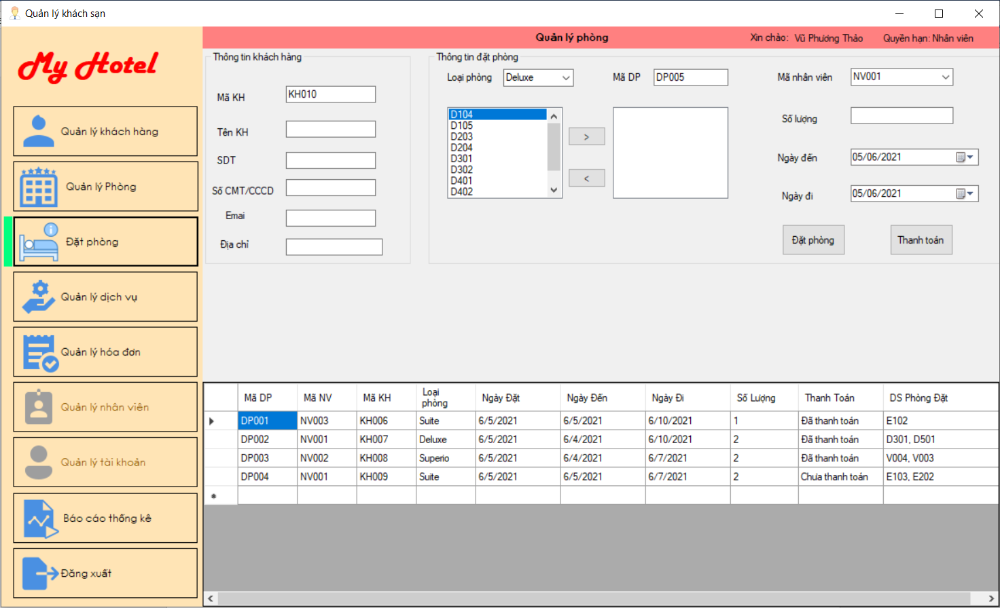 Quản lý khách sạn
My Hotel
Quản lý khách hàng
Quản lý Phòng
Đặt phòng
Quản lý dịch vụ
Quản lý hóa đơn
Quản lý nhân viên
Quản lý tài khoản
Báo cáo thống kê
Đăng xuất
Quản lý phòng
Xin chào: Vũ Phương Thảo Quyền hạn: Nhân viên
Thông tin khách hàng
Mã KH KH010
Tên KH
SDT
Số CMT/CCCD
Emai
Địa chỉ
Thông tin đặt phòng
Loại phòng Deluxe Mã DP DP005 Mã nhân viên NV001
D104
D105
D203
D204
D301
D302
D401
D402
>
<
Số lượng
Ngày đến 05/06/2021
Ngày đi 05/06/2021
Đặt phòng Thanh toán
Mã DP Mã NV Mã KH Loại phòng Ngày Đặt Ngày Đến Ngày Đi Số Lượng Thanh Toán DS Phòng Đặt
DP001 NV003 KH006 Suite 6/5/2021 6/5/2021 6/10/2021 1 Đã thanh toán E102
DP002 NV001 KH007 Deluxe 6/5/2021 6/4/2021 6/10/2021 2 Đã thanh toán D301, D501
DP003 NV002 KH008 Superio 6/5/2021 6/4/2021 6/7/2021 2 Đã thanh toán V004, V003
DP004 NV001 KH009 Suite 6/5/2021 6/5/2021 6/7/2021 2 Chưa thanh toán E103, E202